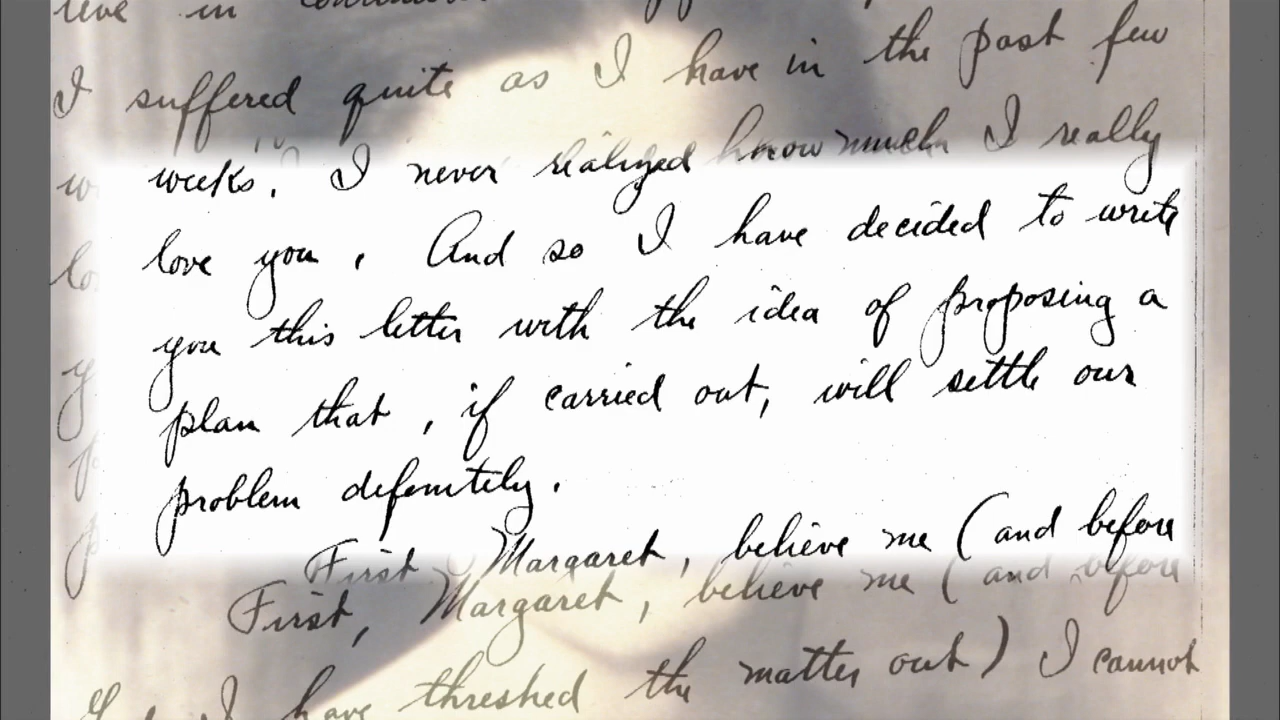 in
I suffered quite as I have in the past few
weeks. I never realized how much I really
love you. And so I have decided to write
you this letter with the idea of proposing a
plan that, if carried out, will settle our
problem definitely.
First, Margaret, believe me (and before
First, Margaret, believe me (and before
I have threshed the matter out) I cannot